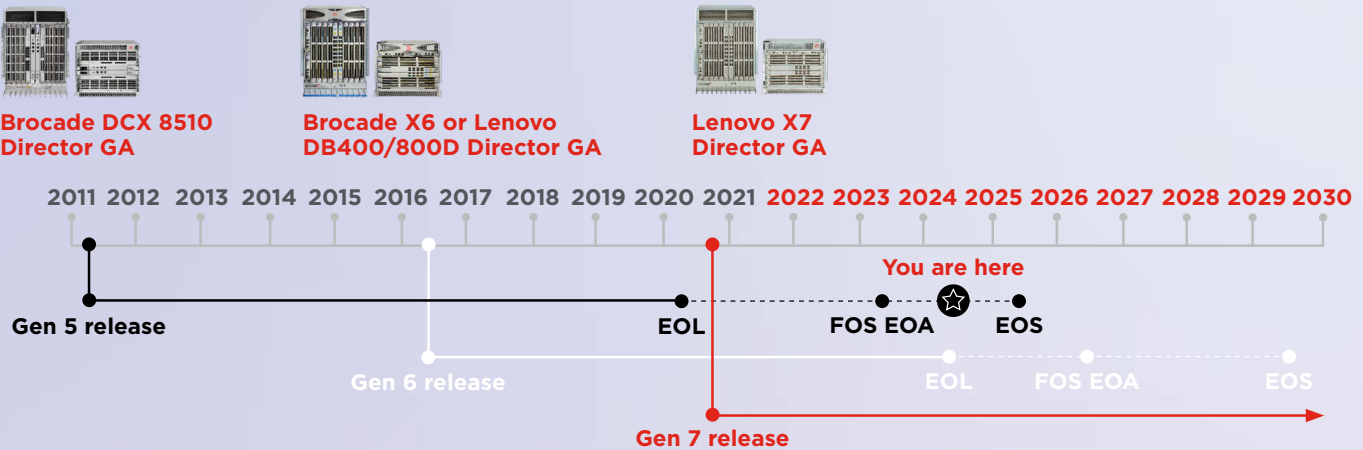 Brocade DCX 8510
Director GA
Brocade X6 or Lenovo
DB400/800D Director GA
Lenovo X7
Director GA
2011 2012 2013 2014 2015 2016 2017 2018 2019 2020 2021 2022 2023 2024 2025 2026 2027 2028 2029 2030
You are here
Gen 5 release
EOL
FOS EOA
EOS
Gen 6 release
EOL
FOS EOA
EOS
Gen 7 release